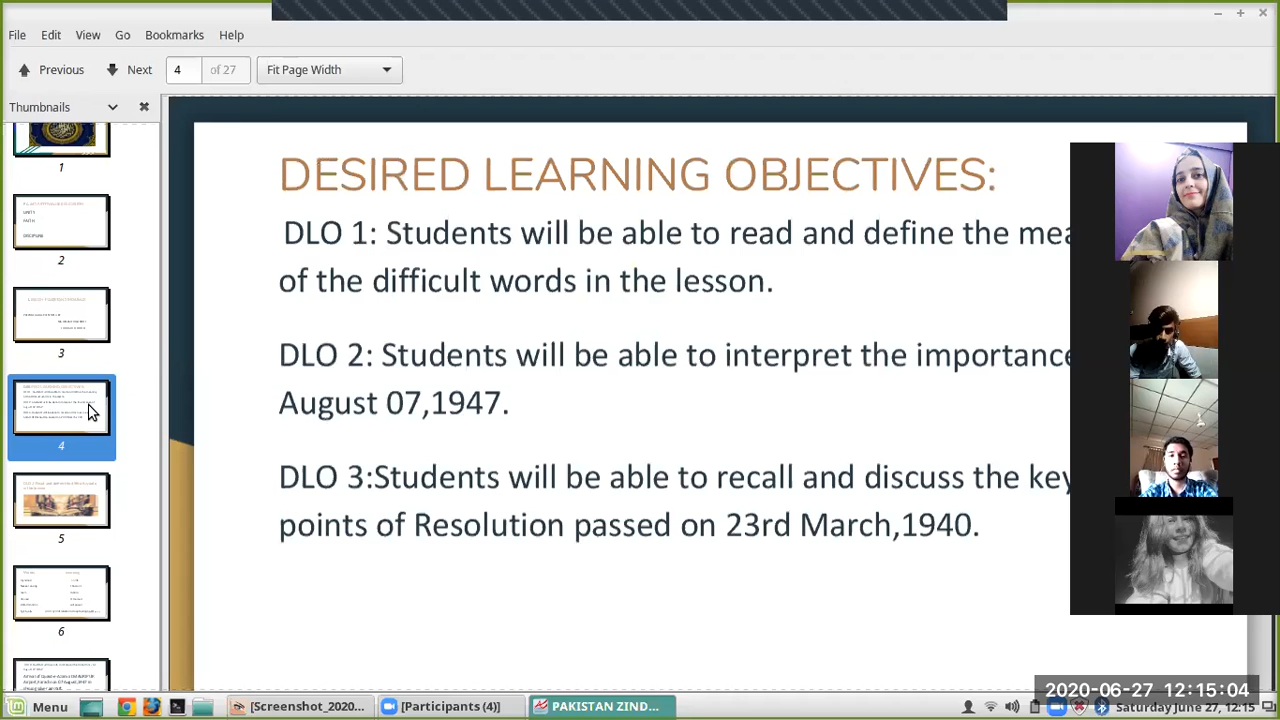 File Edit View Go Bookmarks Help
Previous Next 4 of 27 Fit Page Width
Thumbnails
1
2
3
4
5
6
DESIRED LEARNING OBJECTIVES:
DLO 1: Students will be able to read and define the mea
of the difficult words in the lesson.
DLO 2: Students will be able to interpret the importance
August 07,1947.
DLO 3:Students will be able to recall and discuss the key
points of Resolution passed on 23rd March,1940.
UNITY
FAITH
DISCIPLINE
2020-06-27 12:15:04
Menu [Screenshot_2020... [Participants (4)] PAKISTAN ZIND... Saturday June 27, 12:15